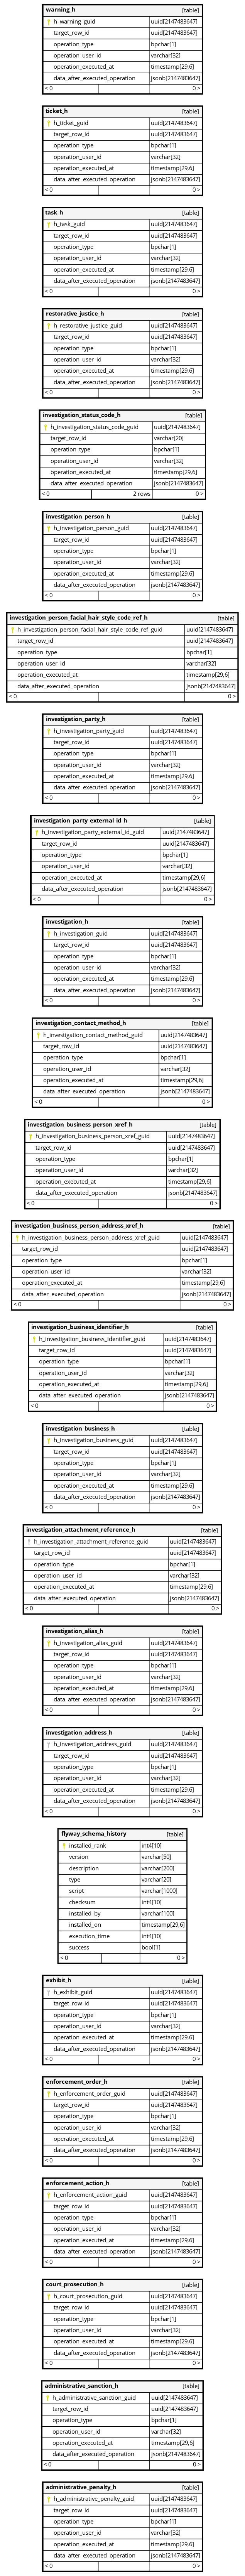 warning_h [table]
h_warning_guid uuid[2147483647]
target_row_id uuid[2147483647]
operation_type bpchar[1]
operation_user_id varchar[32]
operation_executed_at timestamp[29,6]
data_after_executed_operation jsonb[2147483647]
< 0 0 >
ticket_h [table]
h_ticket_guid uuid[2147483647]
target_row_id uuid[2147483647]
operation_type bpchar[1]
operation_user_id varchar[32]
operation_executed_at timestamp[29,6]
data_after_executed_operation jsonb[2147483647]
< 0 0 >
task_h [table]
h_task_guid uuid[2147483647]
target_row_id uuid[2147483647]
operation_type bpchar[1]
operation_user_id varchar[32]
operation_executed_at timestamp[29,6]
data_after_executed_operation jsonb[2147483647]
< 0 0 >
restorative_justice_h [table]
h_restorative_justice_guid uuid[2147483647]
target_row_id uuid[2147483647]
operation_type bpchar[1]
operation_user_id varchar[32]
operation_executed_at timestamp[29,6]
data_after_executed_operation jsonb[2147483647]
< 0 0 >
investigation_status_code_h [table]
h_investigation_status_code_guid uuid[2147483647]
target_row_id varchar[20]
operation_type bpchar[1]
operation_user_id varchar[32]
operation_executed_at timestamp[29,6]
data_after_executed_operation jsonb[2147483647]
< 0 2 rows 0 >
investigation_person_h [table]
h_investigation_person_guid uuid[2147483647]
target_row_id uuid[2147483647]
operation_type bpchar[1]
operation_user_id varchar[32]
operation_executed_at timestamp[29,6]
data_after_executed_operation jsonb[2147483647]
< 0 0 >
investigation_person_facial_hair_style_code_ref_h [table]
h_investigation_person_facial_hair_style_code_ref_guid uuid[2147483647]
target_row_id uuid[2147483647]
operation_type bpchar[1]
operation_user_id varchar[32]
operation_executed_at timestamp[29,6]
data_after_executed_operation jsonb[2147483647]
< 0 0 >
investigation_party_h [table]
h_investigation_party_guid uuid[2147483647]
target_row_id uuid[2147483647]
operation_type bpchar[1]
operation_user_id varchar[32]
operation_executed_at timestamp[29,6]
data_after_executed_operation jsonb[2147483647]
< 0 0 >
investigation_party_external_id_h [table]
h_investigation_party_external_id_guid uuid[2147483647]
target_row_id uuid[2147483647]
operation_type bpchar[1]
operation_user_id varchar[32]
operation_executed_at timestamp[29,6]
data_after_executed_operation jsonb[2147483647]
< 0 0 >
investigation_h [table]
h_investigation_guid uuid[2147483647]
target_row_id uuid[2147483647]
operation_type bpchar[1]
operation_user_id varchar[32]
operation_executed_at timestamp[29,6]
data_after_executed_operation jsonb[2147483647]
< 0 0 >
investigation_contact_method_h [table]
h_investigation_contact_method_guid uuid[2147483647]
target_row_id uuid[2147483647]
operation_type bpchar[1]
operation_user_id varchar[32]
operation_executed_at timestamp[29,6]
data_after_executed_operation jsonb[2147483647]
< 0 0 >
investigation_business_person_xref_h [table]
h_investigation_business_person_xref_guid uuid[2147483647]
target_row_id uuid[2147483647]
operation_type bpchar[1]
operation_user_id varchar[32]
operation_executed_at timestamp[29,6]
data_after_executed_operation jsonb[2147483647]
< 0 0 >
investigation_business_person_address_xref_h [table]
h_investigation_business_person_address_xref_guid uuid[2147483647]
target_row_id uuid[2147483647]
operation_type bpchar[1]
operation_user_id varchar[32]
operation_executed_at timestamp[29,6]
data_after_executed_operation jsonb[2147483647]
< 0 0 >
investigation_business_identifier_h [table]
h_investigation_business_identifier_guid uuid[2147483647]
target_row_id uuid[2147483647]
operation_type bpchar[1]
operation_user_id varchar[32]
operation_executed_at timestamp[29,6]
data_after_executed_operation jsonb[2147483647]
< 0 0 >
investigation_business_h [table]
h_investigation_business_guid uuid[2147483647]
target_row_id uuid[2147483647]
operation_type bpchar[1]
operation_user_id varchar[32]
operation_executed_at timestamp[29,6]
data_after_executed_operation jsonb[2147483647]
< 0 0 >
investigation_attachment_reference_h [table]
h_investigation_attachment_reference_guid uuid[2147483647]
target_row_id uuid[2147483647]
operation_type bpchar[1]
operation_user_id varchar[32]
operation_executed_at timestamp[29,6]
data_after_executed_operation jsonb[2147483647]
< 0 0 >
investigation_alias_h [table]
h_investigation_alias_guid uuid[2147483647]
target_row_id uuid[2147483647]
operation_type bpchar[1]
operation_user_id varchar[32]
operation_executed_at timestamp[29,6]
data_after_executed_operation jsonb[2147483647]
< 0 0 >
investigation_address_h [table]
h_investigation_address_guid uuid[2147483647]
target_row_id uuid[2147483647]
operation_type bpchar[1]
operation_user_id varchar[32]
operation_executed_at timestamp[29,6]
data_after_executed_operation jsonb[2147483647]
< 0 0 >
flyway_schema_history [table]
installed_rank int4[10]
version varchar[50]
description varchar[200]
type varchar[20]
script varchar[1000]
checksum int4[10]
installed_by varchar[100]
installed_on timestamp[29,6]
execution_time int4[10]
success bool[1]
< 0 0 >
exhibit_h [table]
h_exhibit_guid uuid[2147483647]
target_row_id uuid[2147483647]
operation_type bpchar[1]
operation_user_id varchar[32]
operation_executed_at timestamp[29,6]
data_after_executed_operation jsonb[2147483647]
< 0 0 >
enforcement_order_h [table]
h_enforcement_order_guid uuid[2147483647]
target_row_id uuid[2147483647]
operation_type bpchar[1]
operation_user_id varchar[32]
operation_executed_at timestamp[29,6]
data_after_executed_operation jsonb[2147483647]
< 0 0 >
enforcement_action_h [table]
h_enforcement_action_guid uuid[2147483647]
target_row_id uuid[2147483647]
operation_type bpchar[1]
operation_user_id varchar[32]
operation_executed_at timestamp[29,6]
data_after_executed_operation jsonb[2147483647]
< 0 0 >
court_prosecution_h [table]
h_court_prosecution_guid uuid[2147483647]
target_row_id uuid[2147483647]
operation_type bpchar[1]
operation_user_id varchar[32]
operation_executed_at timestamp[29,6]
data_after_executed_operation jsonb[2147483647]
< 0 0 >
administrative_sanction_h [table]
h_administrative_sanction_guid uuid[2147483647]
target_row_id uuid[2147483647]
operation_type bpchar[1]
operation_user_id varchar[32]
operation_executed_at timestamp[29,6]
data_after_executed_operation jsonb[2147483647]
< 0 0 >
administrative_penalty_h [table]
h_administrative_penalty_guid uuid[2147483647]
target_row_id uuid[2147483647]
operation_type bpchar[1]
operation_user_id varchar[32]
operation_executed_at timestamp[29,6]
data_after_executed_operation jsonb[2147483647]
< 0 0 >